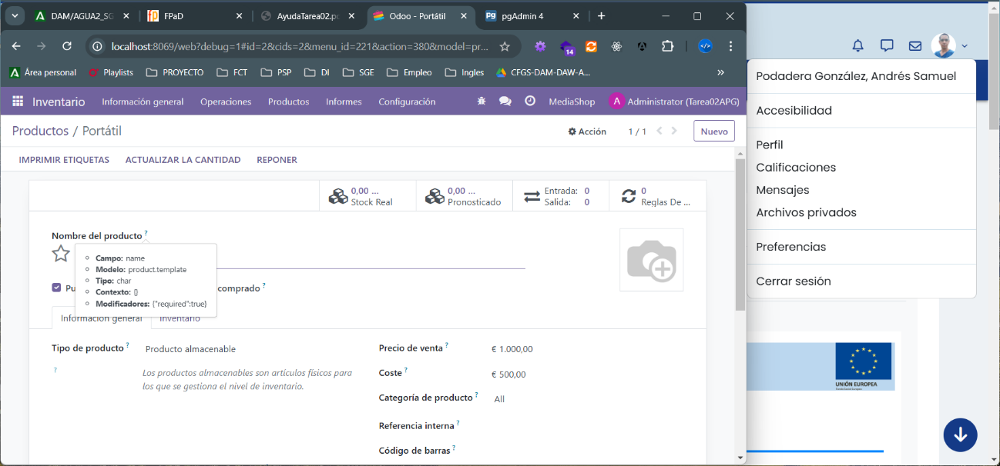 DAM/AGUA2_SG
FPaD
AyudaTarea02.pd
Odoo - Portátil
pgAdmin 4
localhost:8069/web?debug=1#id=2&cids=2&menu_id=221&action=380&model=pr...
14
Área personal
Playlists
PROYECTO
FCT
PSP
DI
SGE
Empleo
Ingles
CFGS-DAM-DAW-A...
»
Inventario
Información general
Operaciones
Productos
Informes
Configuración
MediaShop
A
Administrator (Tarea02APG)
Productos / Portátil
Acción
1 / 1
Nuevo
IMPRIMIR ETIQUETAS
ACTUALIZAR LA CANTIDAD
REPONER
0,00 ...
Stock Real
0,00 ...
Pronosticado
Entrada: 0
Salida: 0
0
Reglas De ...
Nombre del producto ?
Campo: name
Modelo: product.template
Tipo: char
Contexto: {}
Modificadores: {"required":true}
Pu
comprado ?
Información general
Inventario
Tipo de producto ?
Producto almacenable
?
Los productos almacenables son artículos físicos para
los que se gestiona el nivel de inventario.
Precio de venta ?
€ 1.000,00
Coste ?
€ 500,00
Categoría de producto ?
All
Referencia interna ?
Código de barras ?
Podadera González, Andrés Samuel
Accesibilidad
Perfil
Calificaciones
Mensajes
Archivos privados
Preferencias
Cerrar sesión
UNIÓN EUROPEA